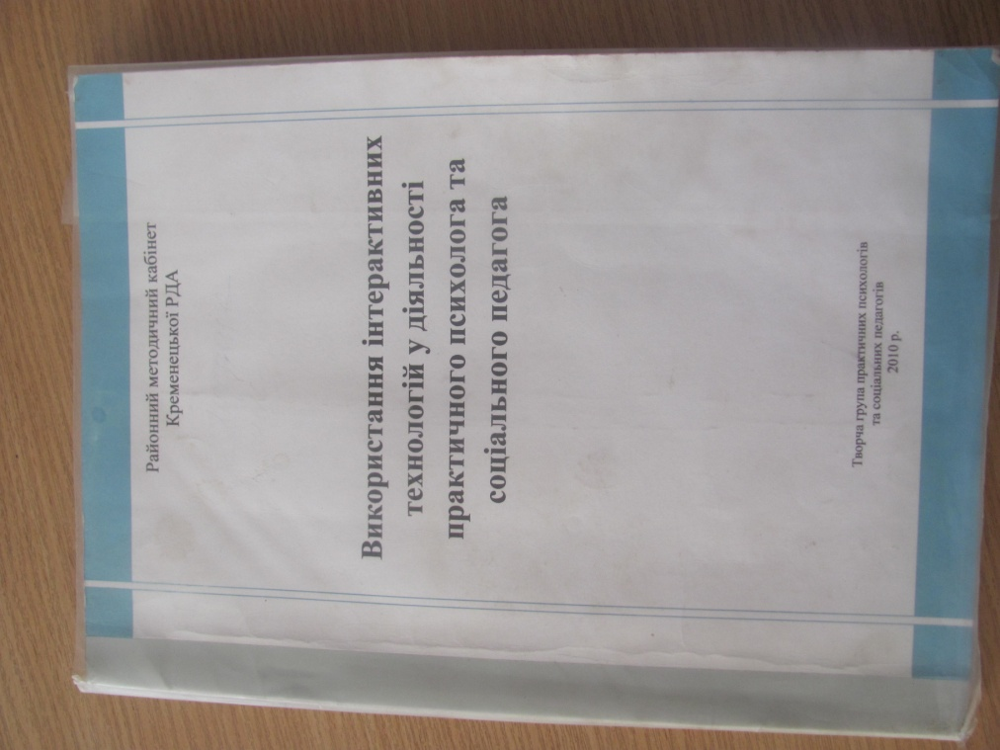 Районний методичний кабінет
Кременецької РДА
Використання інтерактивних
технологій у діяльності
практичного психолога та
соціального педагога
Творча група практичних психологів
та соціальних педагогів
2010 р.